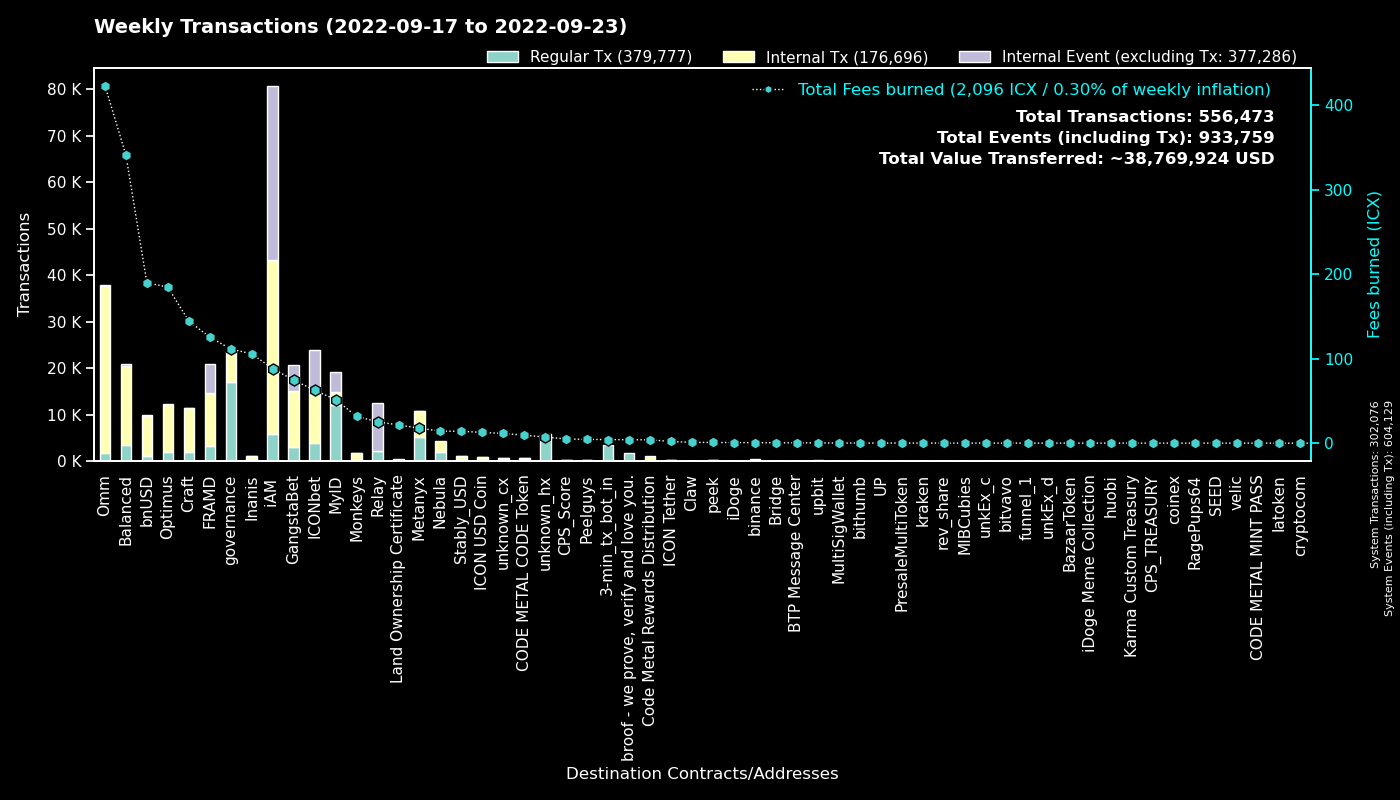 Weekly Transactions (2022-09-17 to 2022-09-23)
Regular Tx (379,777)
Internal Tx (176,696)
Internal Event (excluding Tx: 377,286)
Total Fees burned (2,096 ICX / 0.30% of weekly inflation)
Total Transactions: 556,473
Total Events (including Tx): 933,759
Total Value Transferred: ~38,769,924 USD
Transactions
80 K
70 K
60 K
50 K
40 K
30 K
20 K
10 K
0 K
400
300
200
100
0
Fees burned (ICX)
System Transactions: 302,076
System Events (including Tx): 604,129
Omm
Balanced
bnUSD
Optimus
Craft
FRAMD
governance
Inanis
iAM
GangstaBet
ICONbet
MyID
Monkeys
Relay
Land Ownership Certificate
Metanyx
Nebula
Stably_USD
ICON USD Coin
unknown_cx
CODE METAL CODE Token
unknown_hx
CPS_Score
Peelguys
3-min_tx_bot_in
broof - we prove, verify and love you.
Code Metal Rewards Distribution
ICON Tether
Claw
peek
iDoge
binance
Bridge
BTP Message Center
upbit
MultiSigWallet
bithumb
UP
PresaleMultiToken
kraken
rev_share
MIBCubies
unkEx_c
bitvavo
funnel_1
unkEx_d
BazaarToken
iDoge Meme Collection
huobi
Karma Custom Treasury
CPS_TREASURY
coinex
RagePups64
SEED
velic
CODE METAL MINT PASS
latoken
cryptocom
Destination Contracts/Addresses